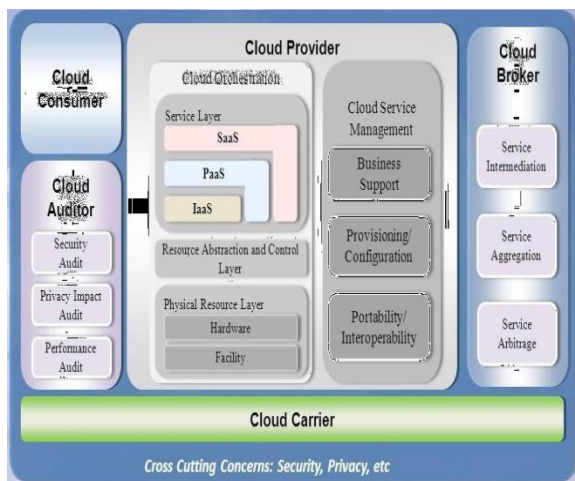 Cloud
Consumer
Cloud
Auditor
Security
Audit
Privacy Impact
Audit
Performance
Audit
Cloud Provider
Cloud Orchestration
Service Layer
SaaS
PaaS
IaaS
Resource Abstraction and Control
Layer
Physical Resource Layer
Hardware
Facility
Cloud Service
Management
Business
Support
Provisioning/
Configuration
Portability/
Interoperability
Cloud
Broker
Service
Intermediation
Service
Aggregation
Service
Arbitrage
Cloud Carrier
Cross Cutting Concerns: Security, Privacy, etc